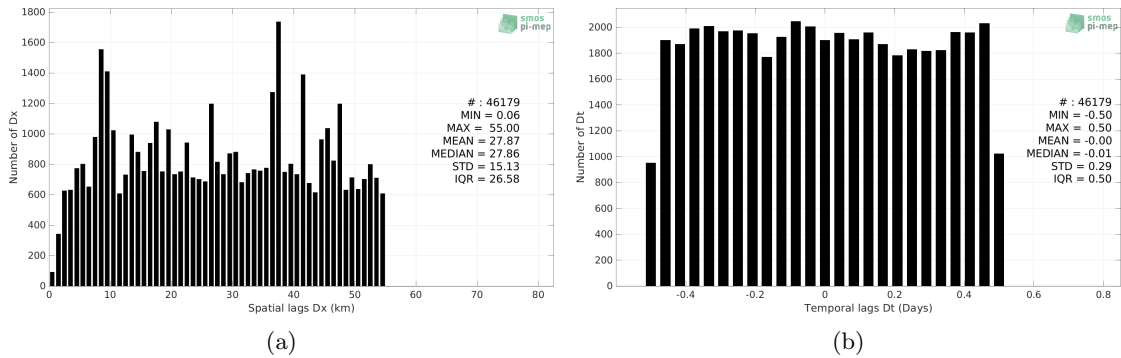 smos
pi-mep
1800
1600
1400
1200
1000
800
600
400
200
0
Number of Dx
# : 46179
MIN = 0.06
MAX = 55.00
MEAN = 27.87
MEDIAN = 27.86
STD = 15.13
IQR = 26.58
0 10 20 30 40 50 60 70 80
Spatial lags Dx (km)
(a)
smos
pi-mep
2000
1800
1600
1400
1200
1000
800
600
400
200
0
Number of Dt
# : 46179
MIN = -0.50
MAX = 0.50
MEAN = -0.00
MEDIAN = -0.01
STD = 0.29
IQR = 0.50
-0.4 -0.2 0 0.2 0.4 0.6 0.8
Temporal lags Dt (Days)
(b)